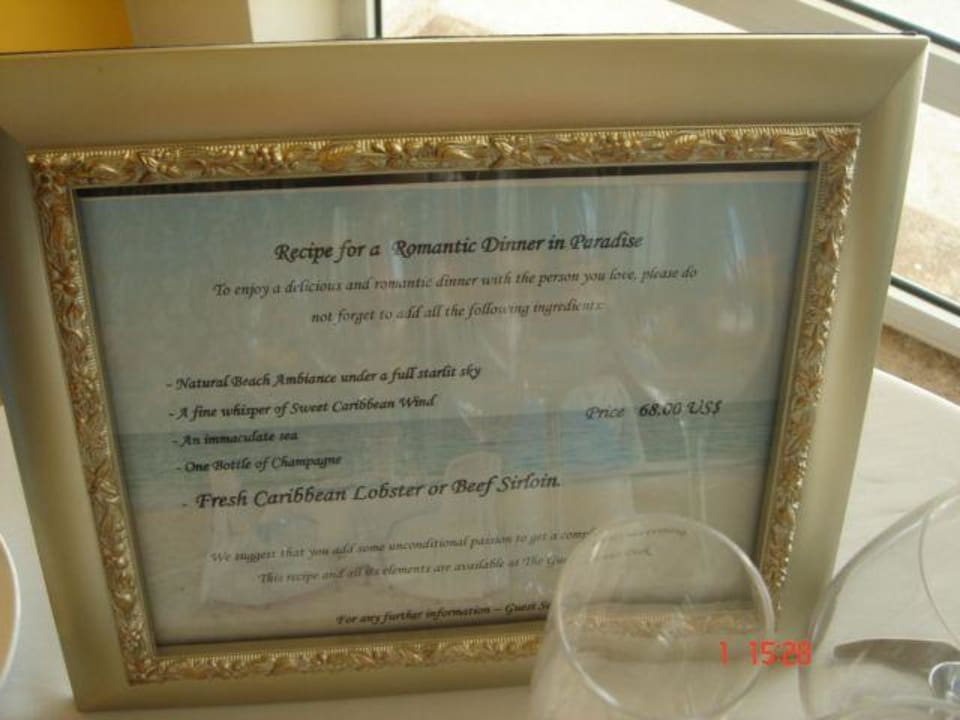 Recipe for a Romantic Dinner in Paradise
To enjoy a delicious and romantic dinner with the person you love, please do
not forget to add all the following ingredients:
- Natural Beach Ambiance under a full starlit sky
- A fine whisper of Sweet Caribbean Wind
Price 68.00 US$
- An immaculate sea
- One Bottle of Champagne
- Fresh Caribbean Lobster or Beef Sirloin.
We suggest that you add some unconditional passion to get a
This recipe and all its elements are available at The
For any further information – Guest
1 15:28